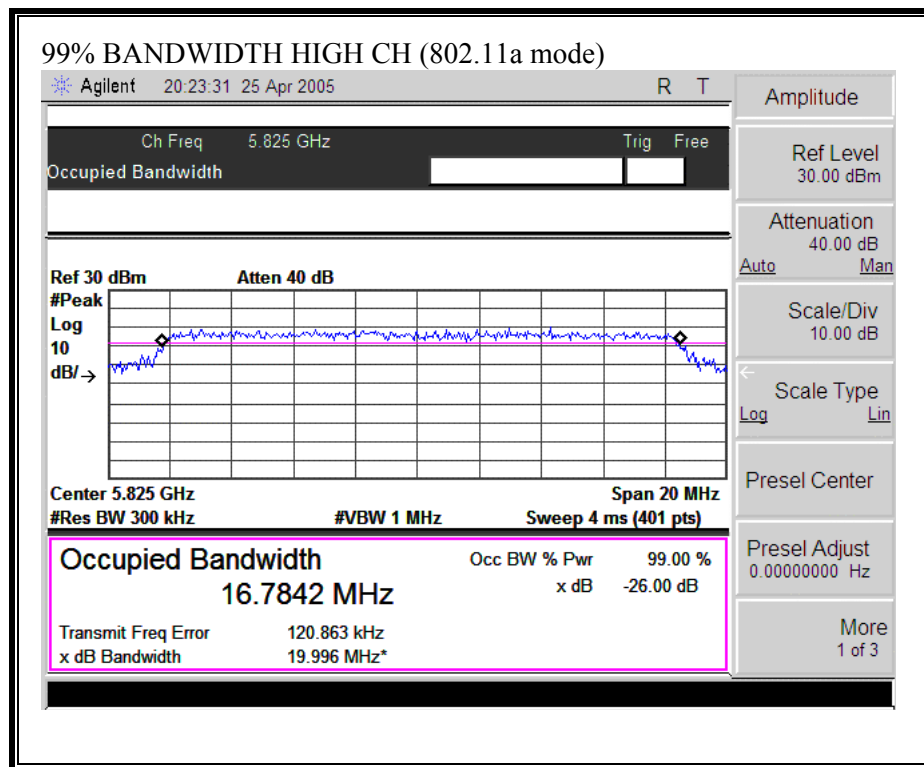 99% BANDWIDTH HIGH CH (802.11a mode)
Agilent 20:23:31 25 Apr 2005 R T
Ch Freq 5.825 GHz Trig Free
Occupied Bandwidth
Ref 30 dBm Atten 40 dB
#Peak
Log
10
dB/
Center 5.825 GHz Span 20 MHz
#Res BW 300 kHz #VBW 1 MHz Sweep 4 ms (401 pts)
Occupied Bandwidth Occ BW % Pwr 99.00 %
16.7842 MHz x dB -26.00 dB
Transmit Freq Error 120.863 kHz
x dB Bandwidth 19.996 MHz*
Amplitude
Ref Level
30.00 dBm
Attenuation
40.00 dB
Auto Man
Scale/Div
10.00 dB
Scale Type
Log Lin
Presel Center
Presel Adjust
0.00000000 Hz
More
1 of 3